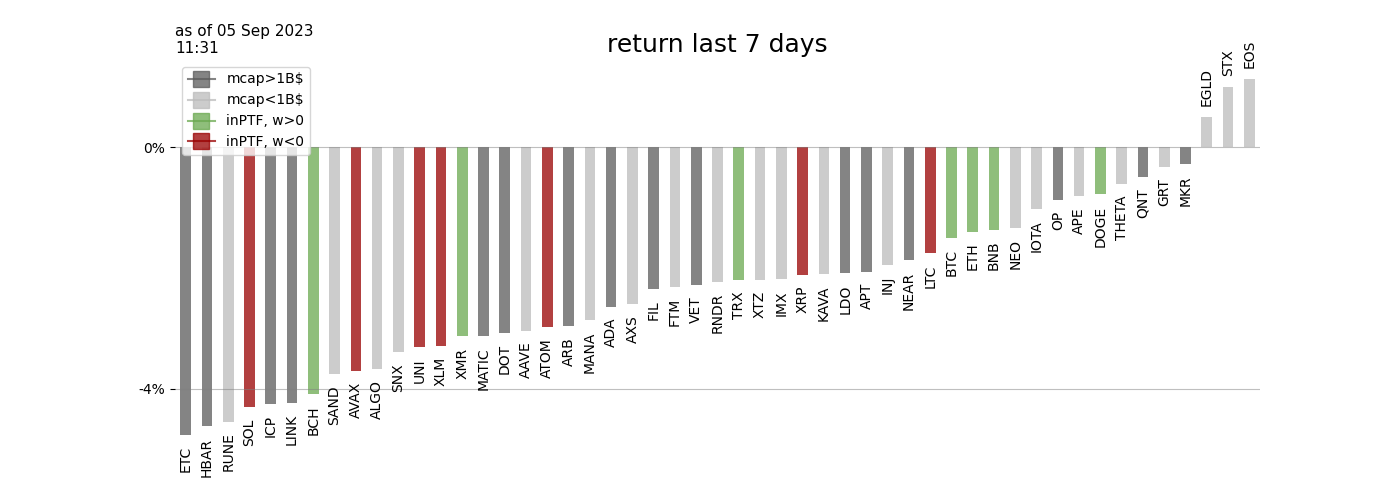 as of 05 Sep 2023
11:31
return last 7 days
mcap>1B$
mcap<1B$
inPTF, w>0
inPTF, w<0
0%
-4%
ETC
HBAR
RUNE
SOL
ICP
LINK
BCH
SAND
AVAX
ALGO
SNX
UNI
XLM
XMR
MATIC
DOT
AAVE
ATOM
ARB
MANA
ADA
AXS
FIL
FTM
VET
RNDR
TRX
XTZ
IMX
XRP
KAVA
LDO
APT
INJ
NEAR
LTC
BTC
ETH
BNB
NEO
IOTA
OP
APE
DOGE
THETA
QNT
GRT
MKR
EGLD
STX
EOS